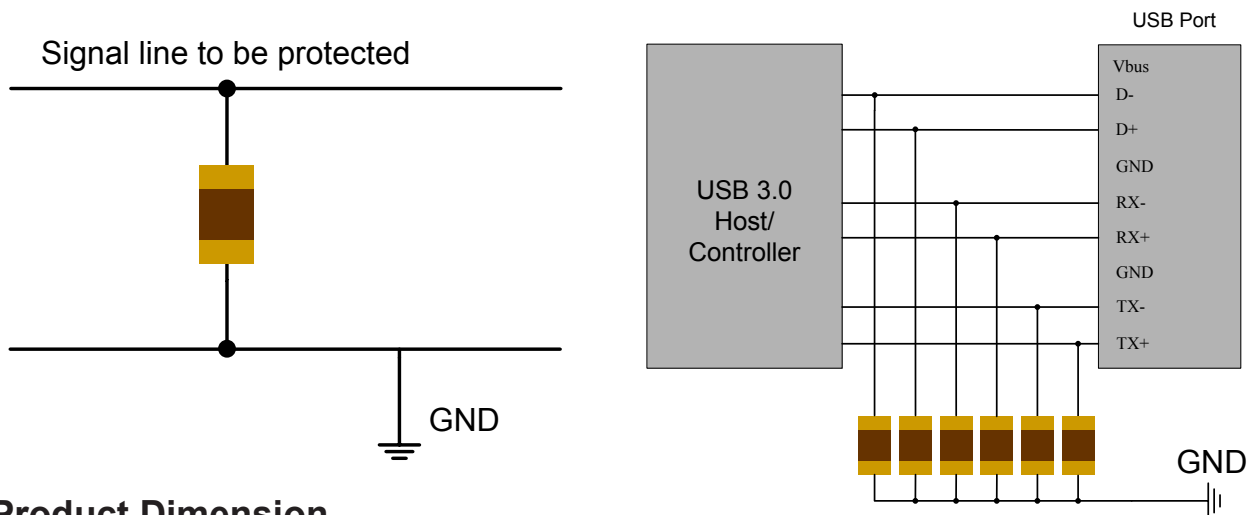 Signal line to be protected
GND
USB Port
USB 3.0
Host/
Controller
Vbus
D-
D+
GND
RX-
RX+
GND
TX-
TX+
GND
Product Dimension